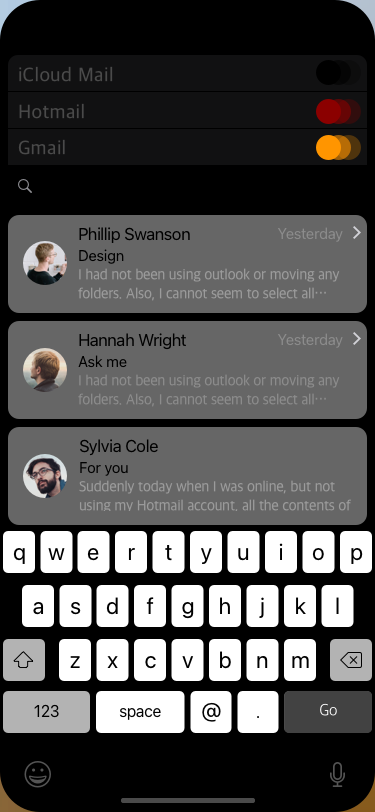 iCloud Mail
Hotmail
Gmail
Phillip Swanson Yesterday
Design
I had not been using outlook or moving any
folders. Also, I cannot seem to select all···
Hannah Wright Yesterday
Ask me
I had not been using outlook or moving any
folders. Also, I cannot seem to select all···
Sylvia Cole
For you
Suddenly today when I was online, but not
using my Hotmail account, all the contents of
q w e r t y u i o p
a s d f g h j k l
z x c v b n m
123 space @ . Go